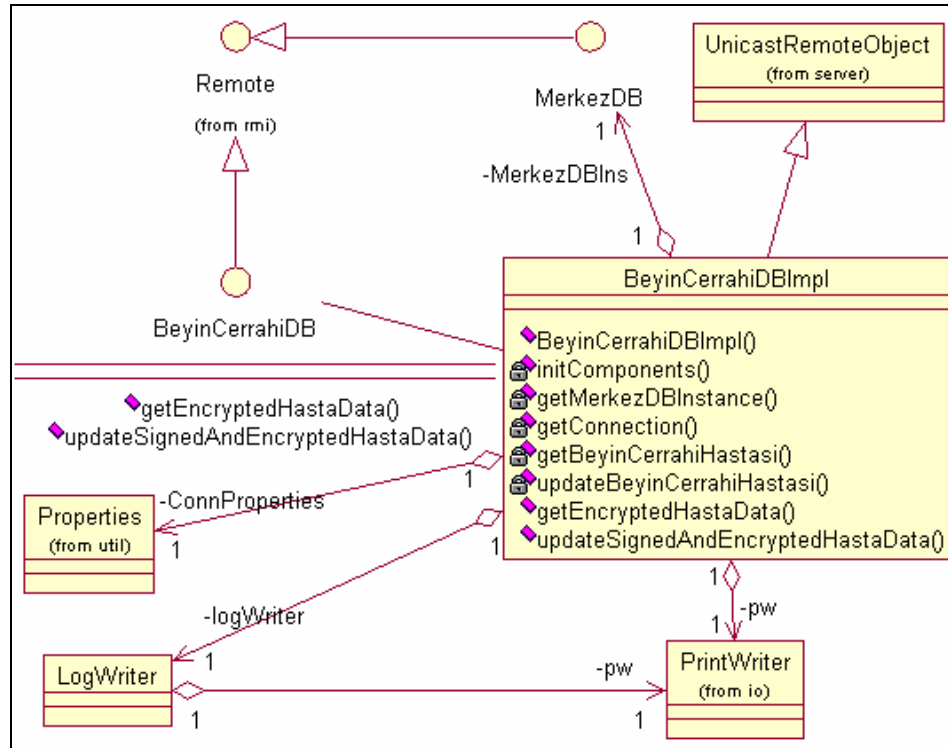 Remote
(from rmi)
MerkezDB
UnicastRemoteObject
(from server)
1
-MerkezDBIns
1
BeyinCerrahiDB
BeyinCerrahiDBImpl
BeyinCerrahiDBImpl()
initComponents()
getMerkezDBInstance()
getConnection()
getBeyinCerrahiHastasi()
updateBeyinCerrahiHastasi()
getEncryptedHastaData()
updateSignedAndEncryptedHastaData()
getEncryptedHastaData()
updateSignedAndEncryptedHastaData()
1
-ConnProperties
1
Properties
(from util)
1
-logWriter
1
LogWriter
1
-pw
1
1
-pw
1
PrintWriter
(from io)